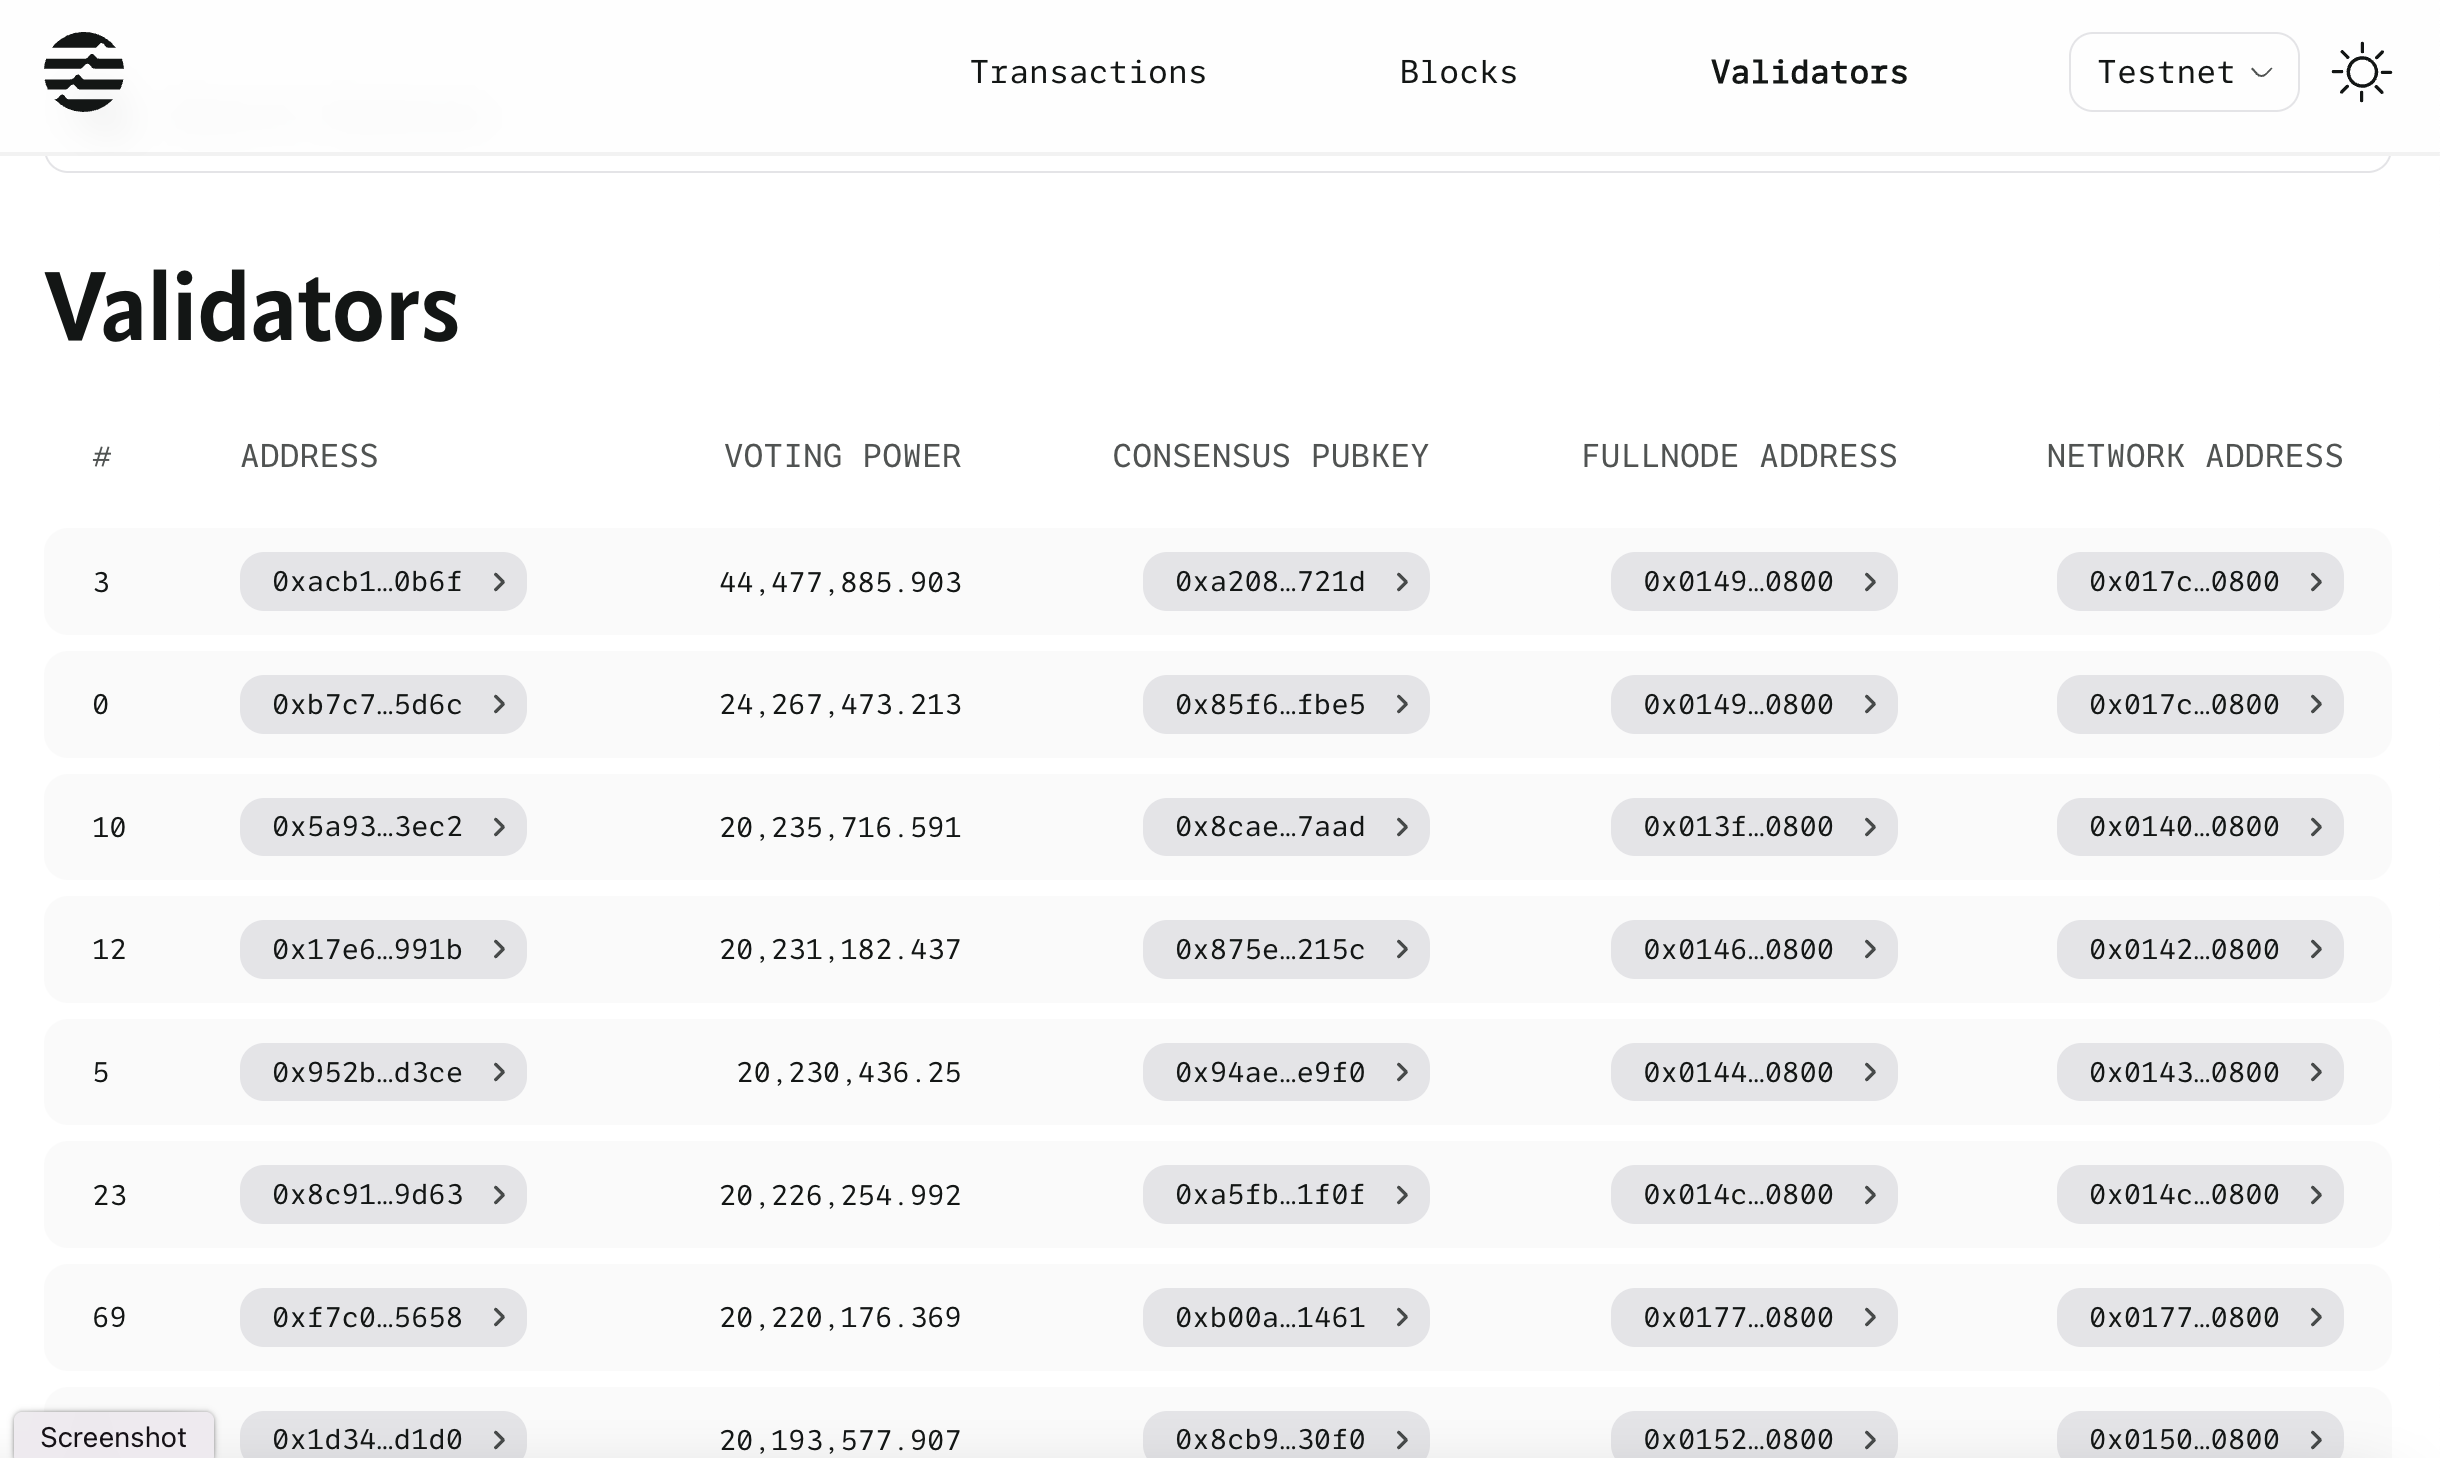 Transactions Blocks Validators Testnet
Validators
# ADDRESS VOTING POWER CONSENSUS PUBKEY FULLNODE ADDRESS NETWORK ADDRESS
3 0xacb1…0b6f 44,477,885.903 0xa208…721d 0x0149…0800 0x017c…0800
0 0xb7c7…5d6c 24,267,473.213 0x85f6…fbe5 0x0149…0800 0x017c…0800
10 0x5a93…3ec2 20,235,716.591 0x8cae…7aad 0x013f…0800 0x0140…0800
12 0x17e6…991b 20,231,182.437 0x875e…215c 0x0146…0800 0x0142…0800
5 0x952b…d3ce 20,230,436.25 0x94ae…e9f0 0x0144…0800 0x0143…0800
23 0x8c91…9d63 20,226,254.992 0xa5fb…1f0f 0x014c…0800 0x014c…0800
69 0xf7c0…5658 20,220,176.369 0xb00a…1461 0x0177…0800 0x0177…0800
Screenshot 0x1d34…d1d0 20,193,577.907 0x8cb9…30f0 0x0152…0800 0x0150…0800